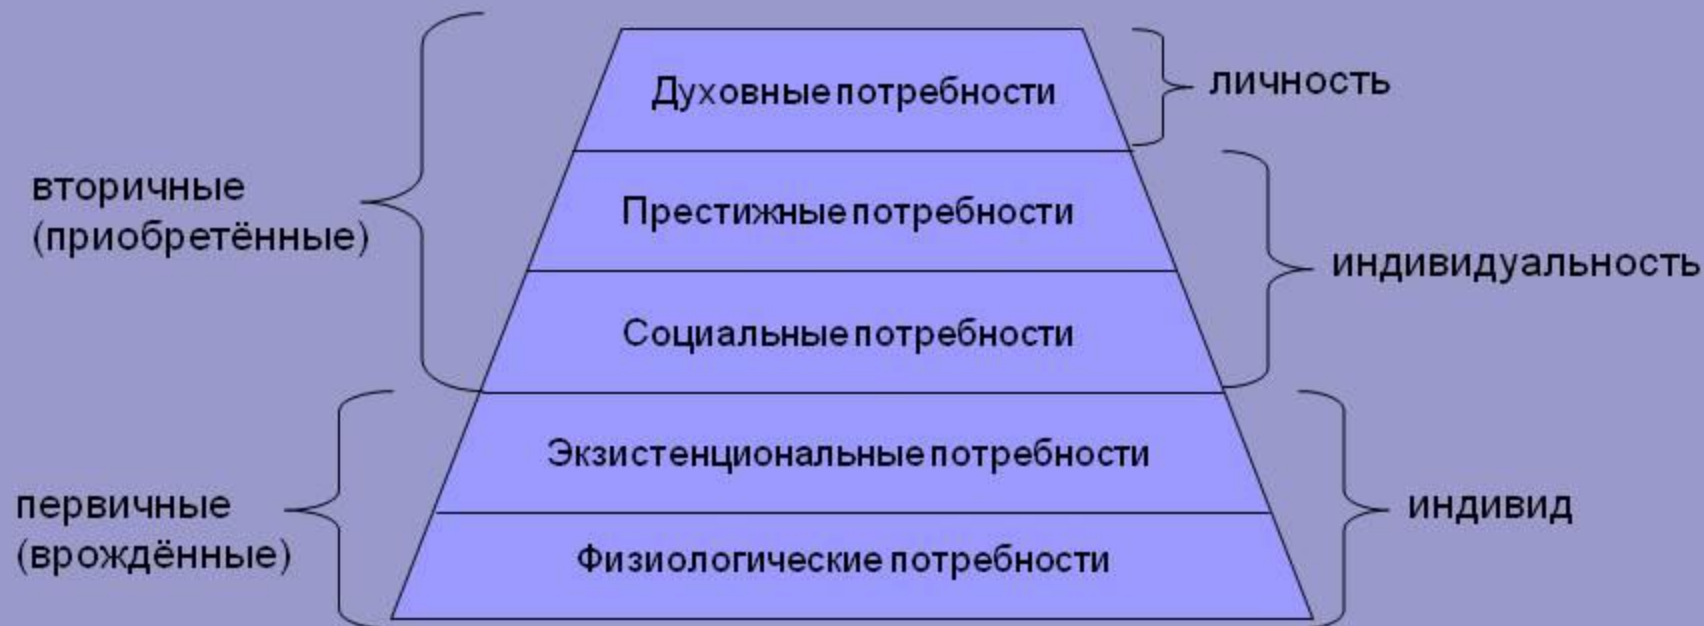 Духовные потребности
личность
вторичные
(приобретённые)
Престижные потребности
индивидуальность
Социальные потребности
Экзистенциональные потребности
первичные
(врождённые)
индивид
Физиологические потребности